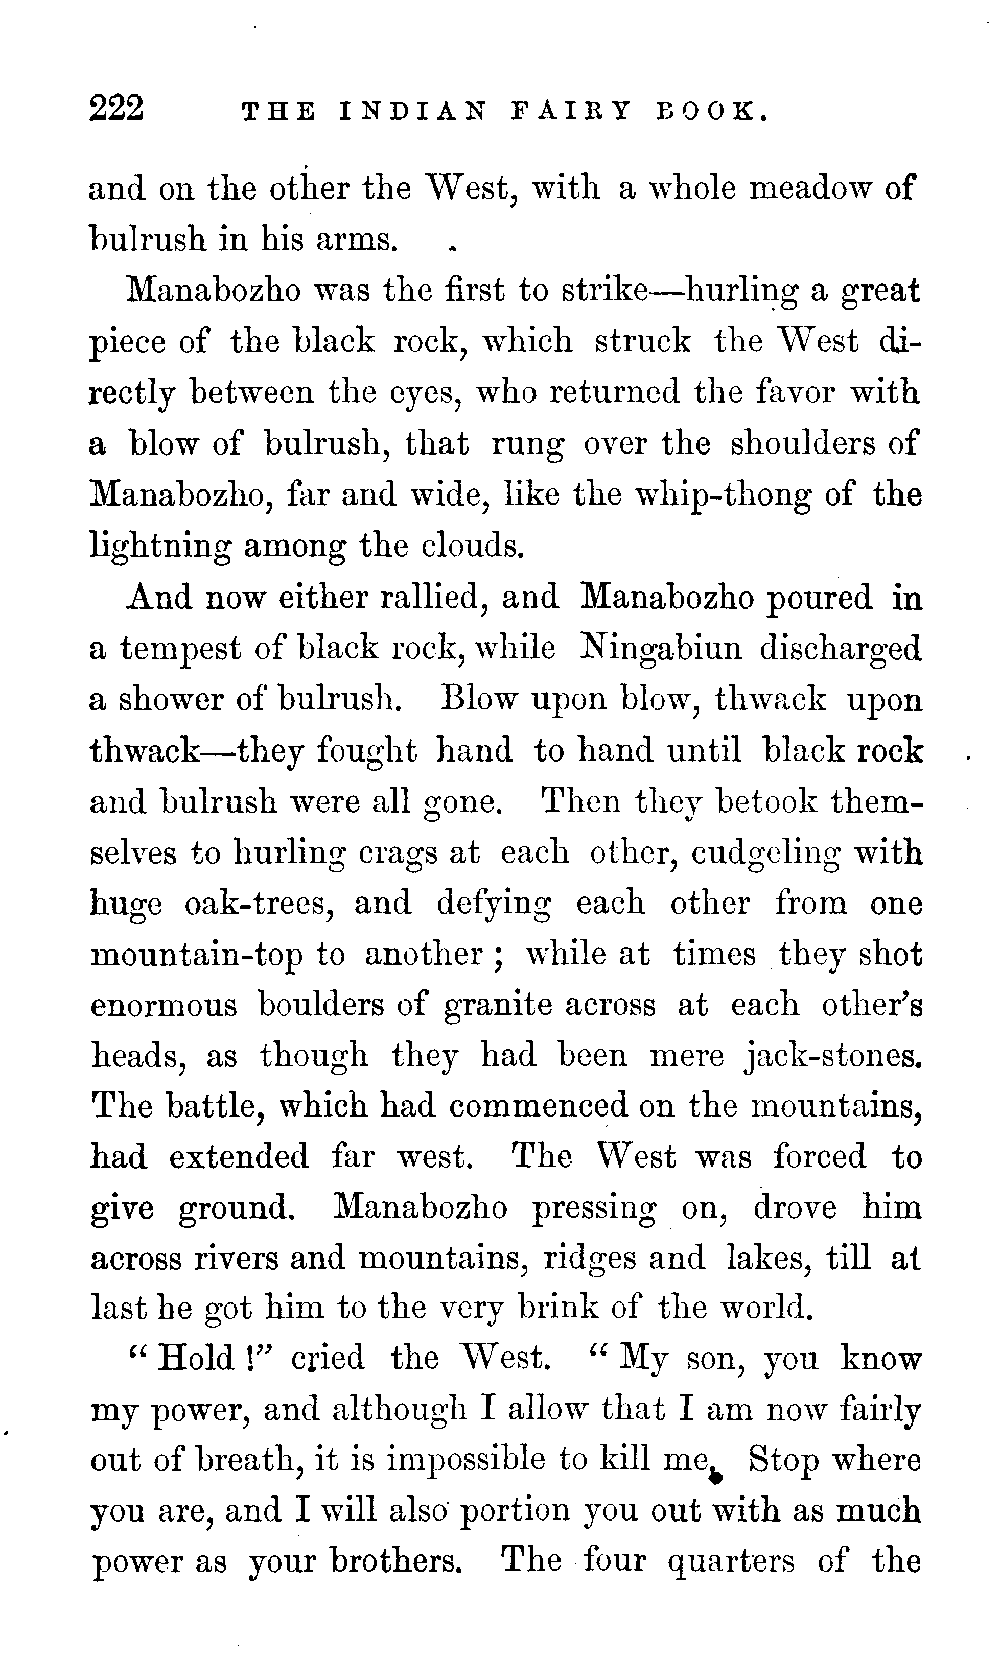 222 THE INDIAN FAIRY BOOK.
and on the other the West, with a whole meadow of
bulrush in his arms.
Manabozho was the first to strike—hurling a great
piece of the black rock, which struck the West di-
rectly between the eyes, who returned the favor with
a blow of bulrush, that rung over the shoulders of
Manabozho, far and wide, like the whip-thong of the
lightning among the clouds.
And now either rallied, and Manabozho poured in
a tempest of black rock, while Ningabiun discharged
a shower of bulrush. Blow upon blow, thwack upon
thwack—they fought hand to hand until black rock
and bulrush were all gone. Then they betook them-
selves to hurling crags at each other, cudgeling with
huge oak-trees, and defying each other from one
mountain-top to another ; while at times they shot
enormous boulders of granite across at each other's
heads, as though they had been mere jack-stones.
The battle, which had commenced on the mountains,
had extended far west. The West was forced to
give ground. Manabozho pressing on, drove him
across rivers and mountains, ridges and lakes, till at
last he got him to the very brink of the world.
“ Hold !” cried the West. “ My son, you know
my power, and although I allow that I am now fairly
out of breath, it is impossible to kill me. Stop where
you are, and I will also portion you out with as much
power as your brothers. The four quarters of the